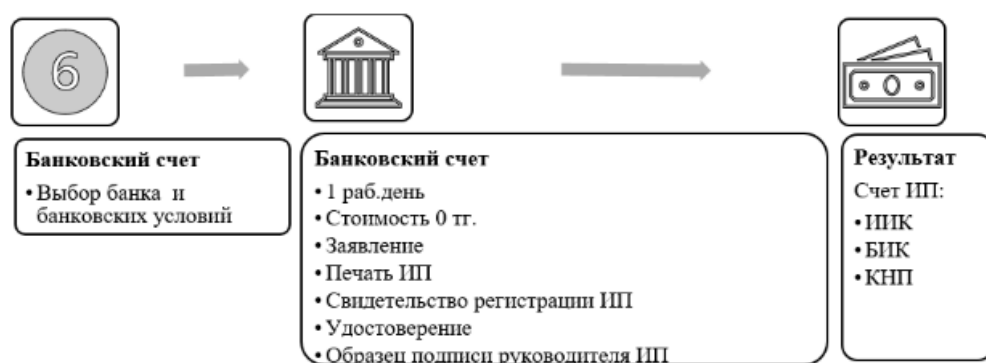 6
Банковский счет
• Выбор банка и
банковских условий
Банковский счет
• 1 раб.день
• Стоимость 0 тг.
• Заявление
• Печать ИП
• Свидетельство регистрации ИП
• Удостоверение
• Образец подписи руководителя ИП
Результат
Счет ИП:
• ИИК
• БИК
• КНП